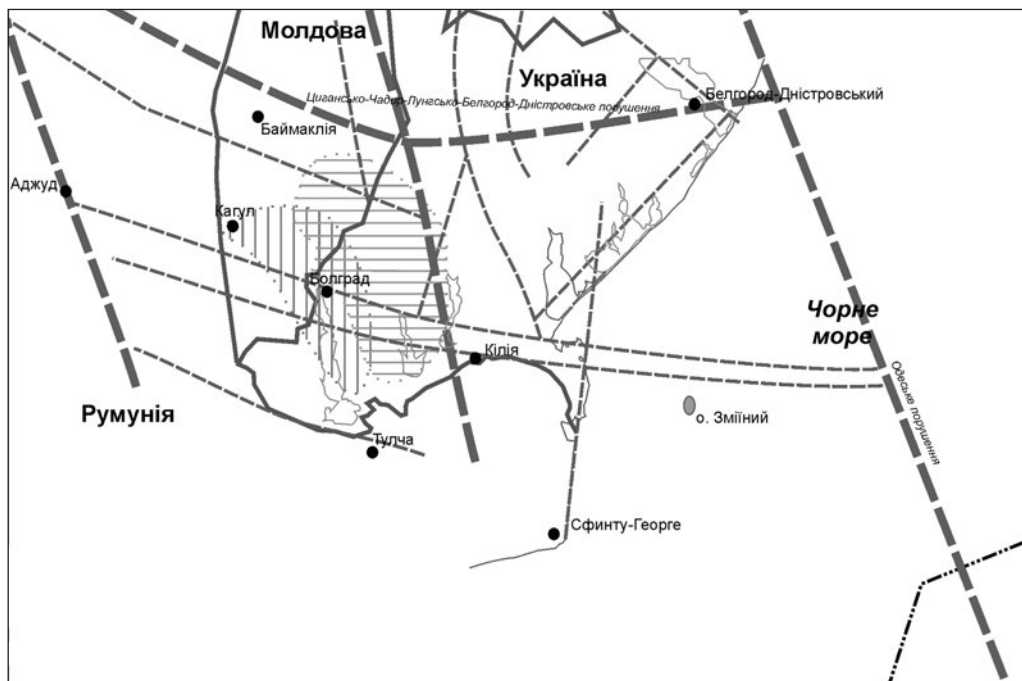 Молдова
Україна
Циганcько-Чадир-Лунгсько-Белгород-Дністровське порушення
Белгород-Дністровський
Баймаклія
Аджуд
Кагул
Болград
Чорне
море
Кілія
Одеське порушення
Румунія
о. Зміїний
Тулча
Сфинту-Георге